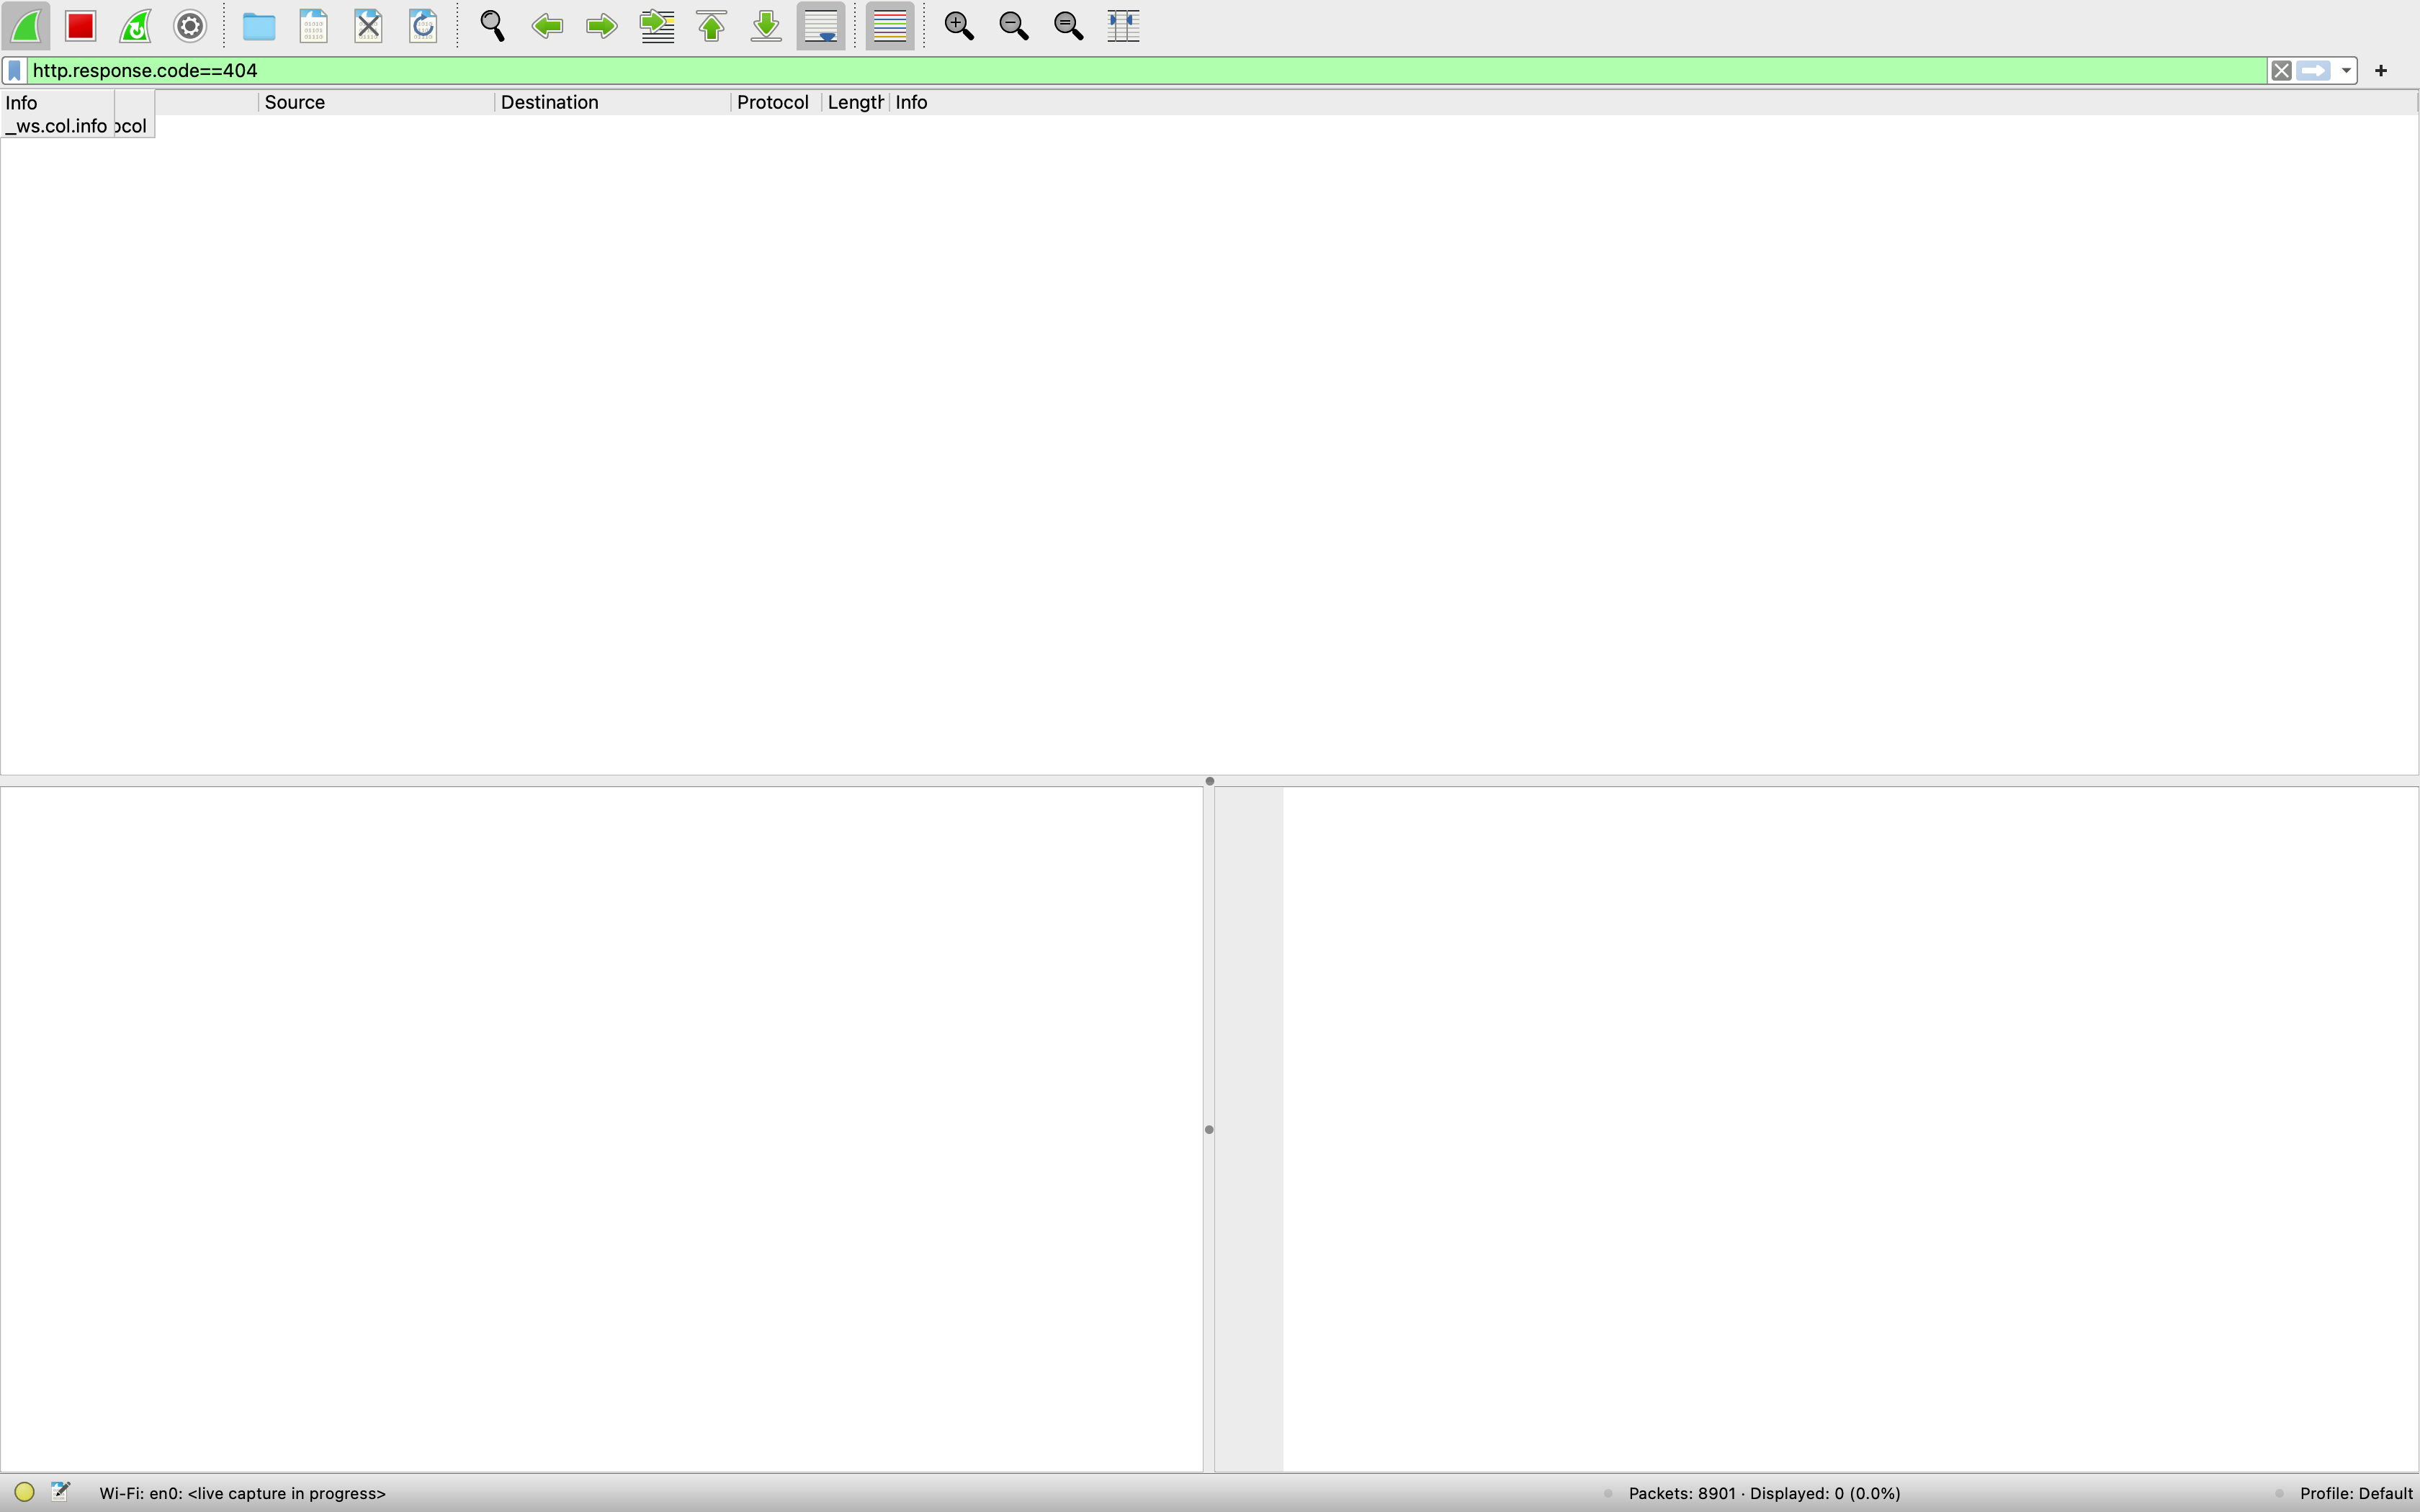 http.response.code==404
Info
_ws.col.info
ocol
Source
Destination
Protocol
Length
Info
Wi-Fi: en0: <live capture in progress>
Packets: 8901 · Displayed: 0 (0.0%)
Profile: Default